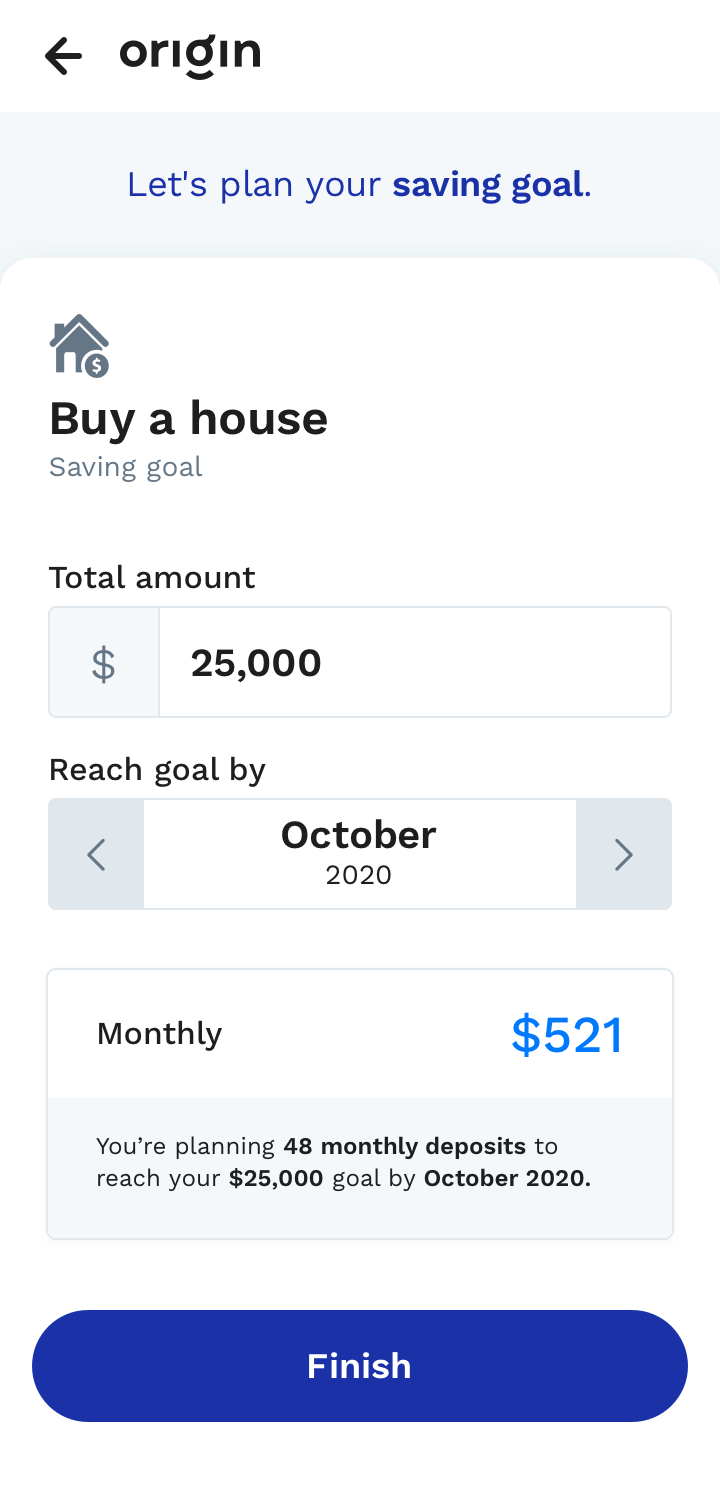 origin
Let's plan your saving goal.
$
Buy a house
Saving goal
Total amount
$ 25,000
Reach goal by
October
2020
Monthly $521
You’re planning 48 monthly deposits to
reach your $25,000 goal by October 2020.
Finish